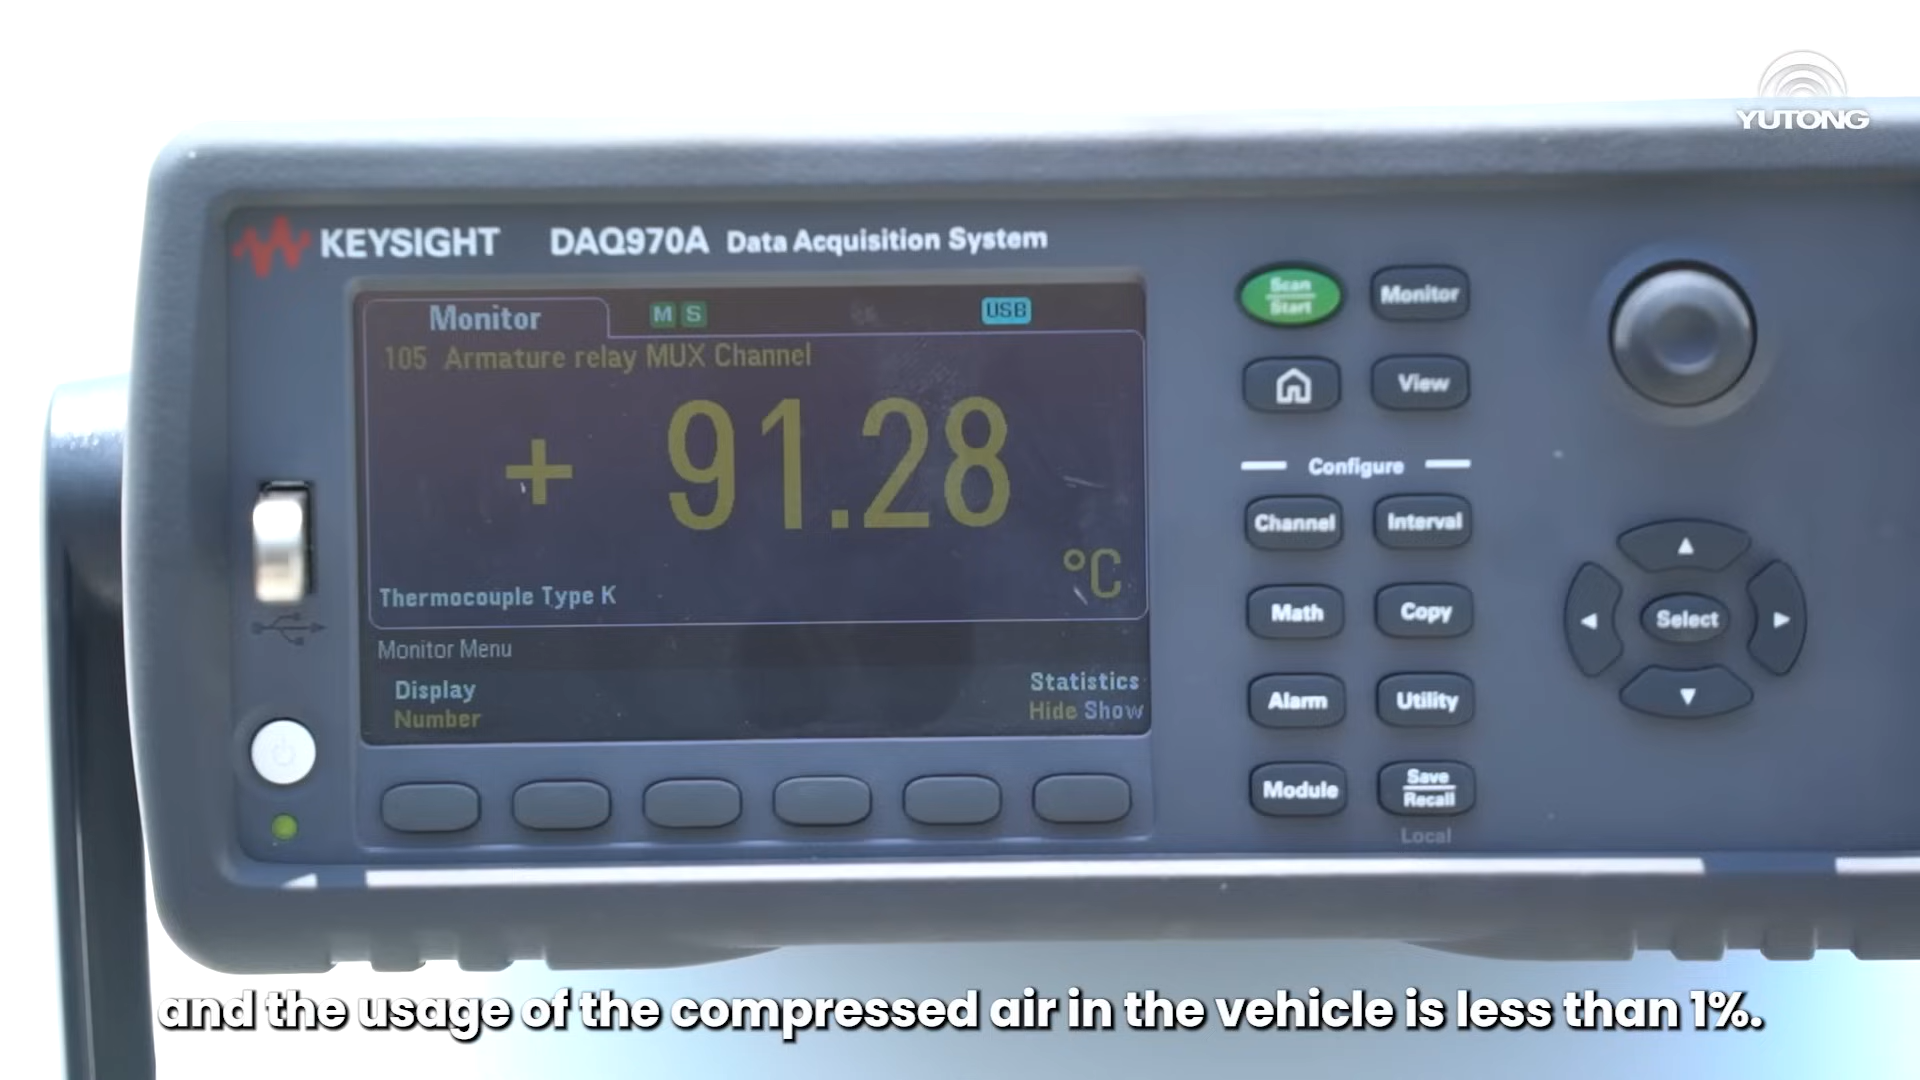 YUTONG
KEYSIGHT DAQ970A Data Acquisition System
Monitor M S USB
105 Armature relay MUX Channel
+ 91.28
°C
Thermocouple Type K
Monitor Menu
Display
Number
Statistics
Hide Show
Scan
Start
Monitor
View
Configure
Channel
Interval
Math
Copy
Select
Alarm
Utility
Module
Save
Recall
Local
and the usage of the compressed air in the vehicle is less than 1%.